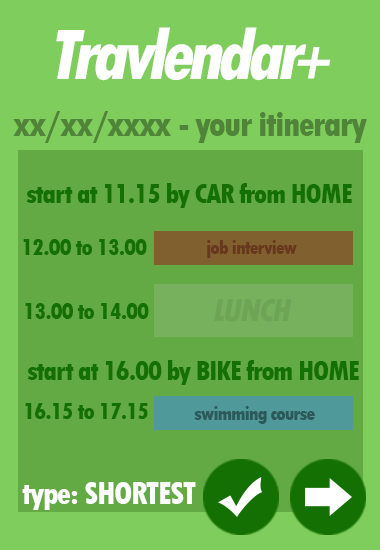 Travlendar+
xx/xx/xxxx - your itinerary
start at 11.15 by CAR from HOME
12.00 to 13.00 job interview
13.00 to 14.00 LUNCH
start at 16.00 by BIKE from HOME
16.15 to 17.15 swimming course
type: SHORTEST